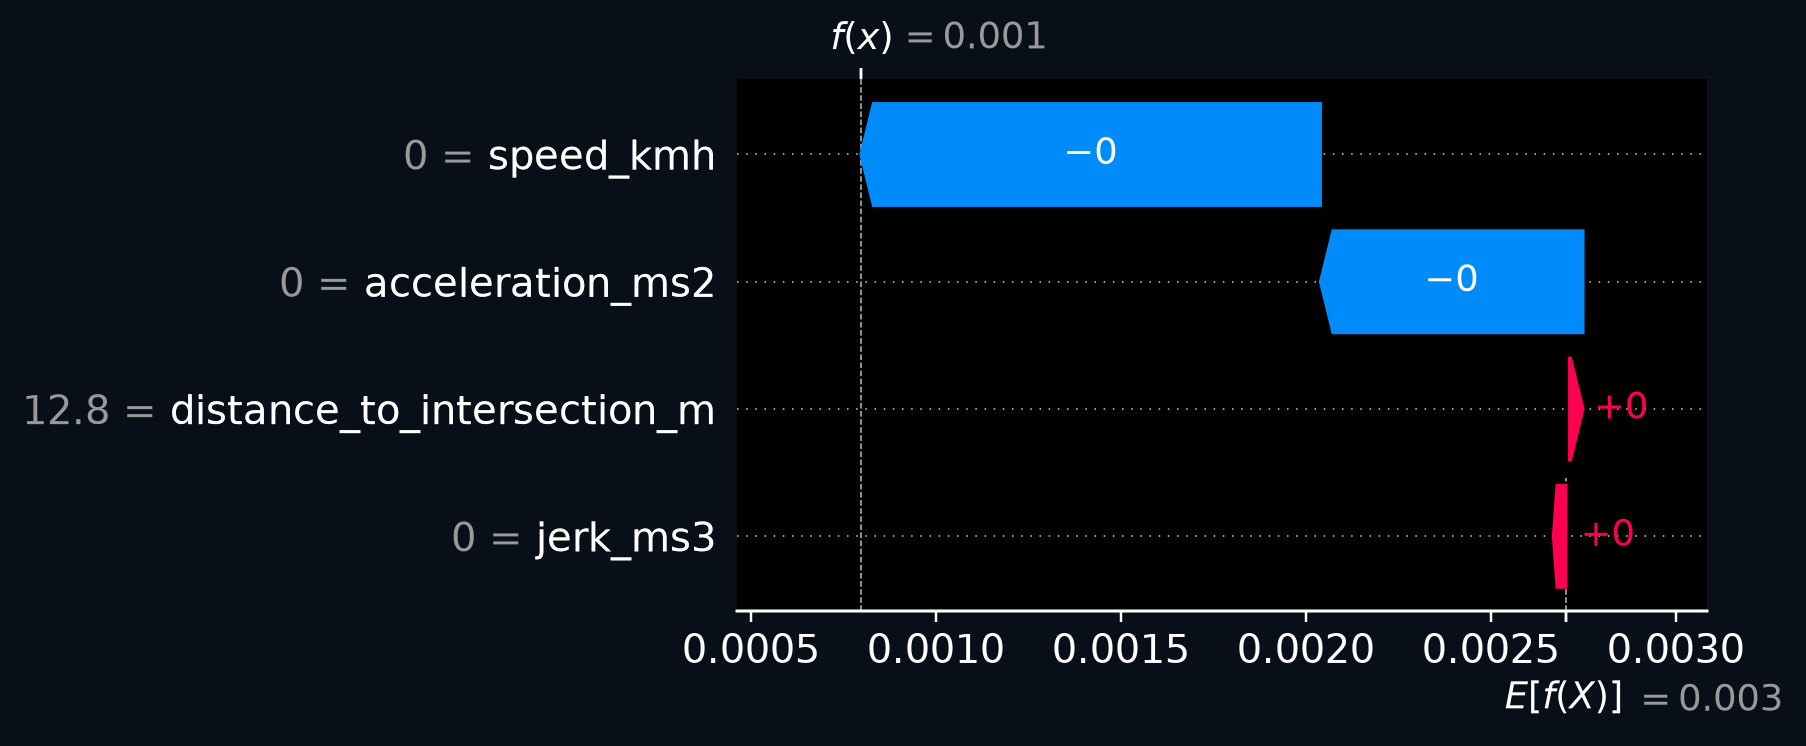 f(x) = 0.001
0 = speed_kmh
−0
0 = acceleration_ms2
−0
12.8 = distance_to_intersection_m
+0
0 = jerk_ms3
+0
0.0005 0.0010 0.0015 0.0020 0.0025 0.0030
E[f(X)] = 0.003